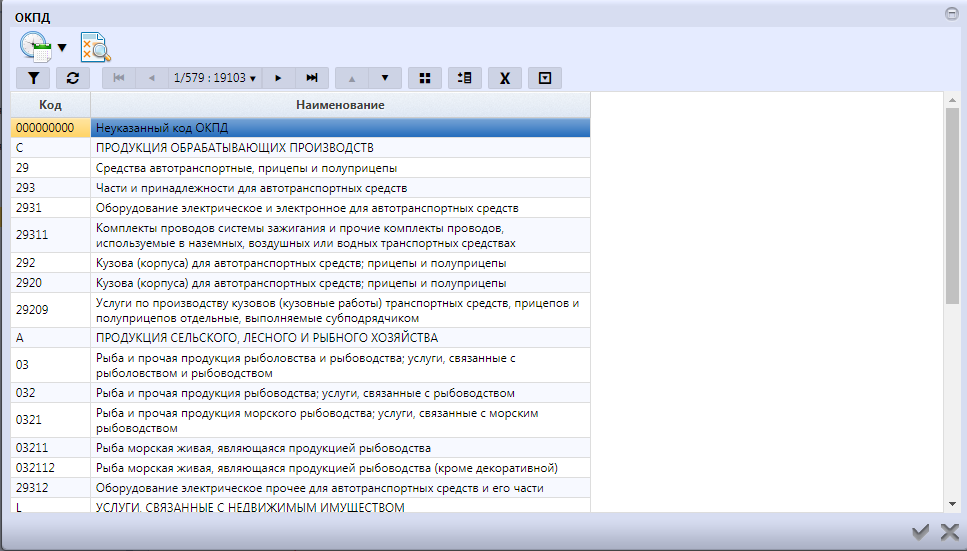 ОКПД
1/579 : 19103
X
Код Наименование
000000000 Неуказанный код ОКПД
C ПРОДУКЦИЯ ОБРАБАТЫВАЮЩИХ ПРОИЗВОДСТВ
29 Средства автотранспортные, прицепы и полуприцепы
293 Части и принадлежности для автотранспортных средств
2931 Оборудование электрическое и электронное для автотранспортных средств
29311 Комплекты проводов системы зажигания и прочие комплекты проводов,
используемые в наземных, воздушных или водных транспортных средствах
292 Кузова (корпуса) для автотранспортных средств; прицепы и полуприцепы
2920 Кузова (корпуса) для автотранспортных средств; прицепы и полуприцепы
29209 Услуги по производству кузовов (кузовные работы) транспортных средств, прицепов и
полуприцепов отдельные, выполняемые субподрядчиком
A ПРОДУКЦИЯ СЕЛЬСКОГО, ЛЕСНОГО И РЫБНОГО ХОЗЯЙСТВА
03 Рыба и прочая продукция рыболовства и рыбоводства; услуги, связанные с
рыболовством и рыбоводством
032 Рыба и прочая продукция рыбоводства; услуги, связанные с рыбоводством
0321 Рыба и прочая продукция морского рыбоводства; услуги, связанные с морским
рыбоводством
03211 Рыба морская живая, являющаяся продукцией рыбоводства
032112 Рыба морская живая, являющаяся продукцией рыбоводства (кроме декоративной)
29312 Оборудование электрическое прочее для автотранспортных средств и его части
L УСЛУГИ, СВЯЗАННЫЕ С НЕДВИЖИМЫМ ИМУЩЕСТВОМ